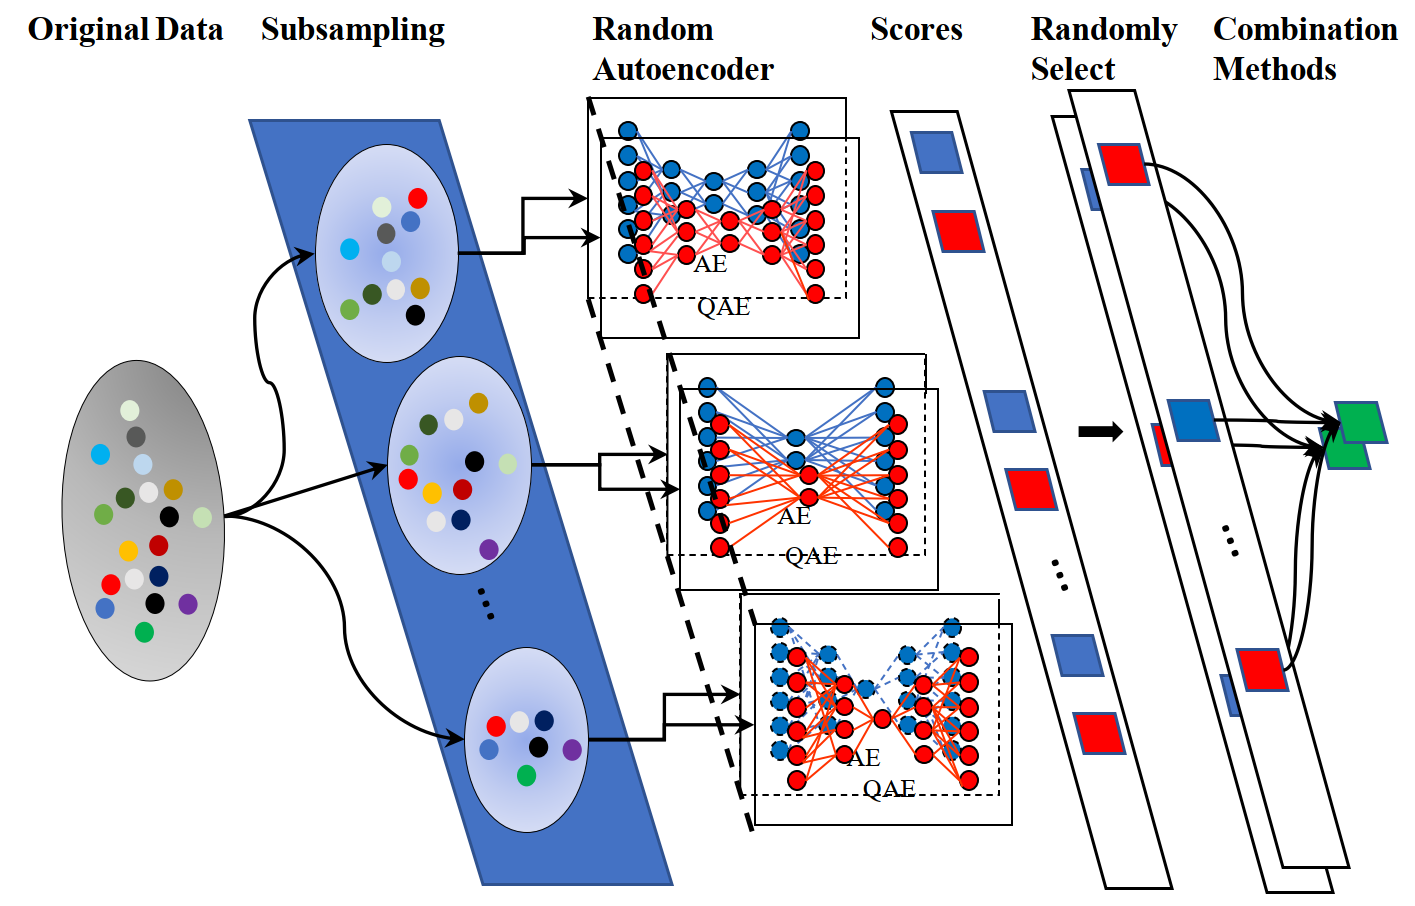 Original Data
Subsampling
Random
Autoencoder
Scores
Randomly
Select
Combination
Methods
AE
QAE
AE
QAE
AE
QAE